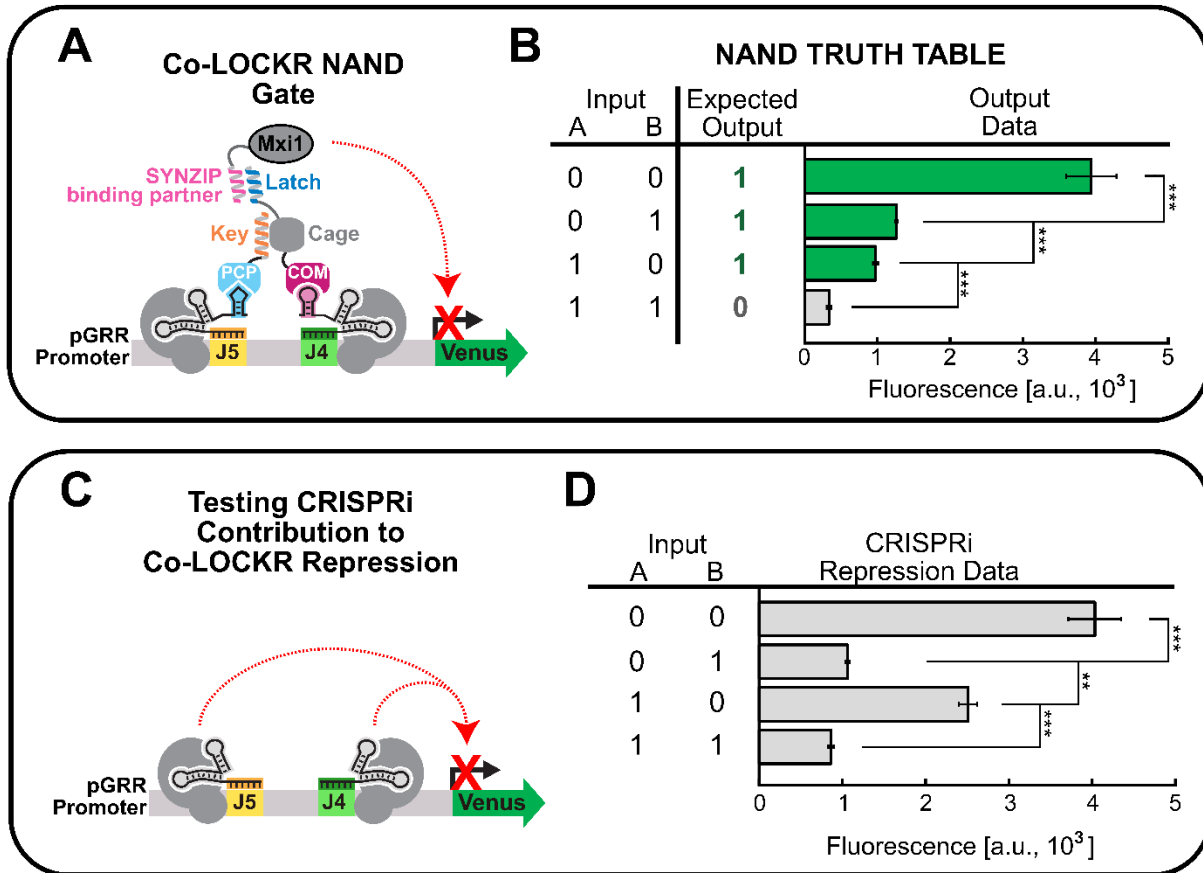 A
Co-LOCKR NAND
Gate
Mxi1
SYNZIP
binding partner
Latch
Key
Cage
PCP
COM
pGRR
Promoter
J5
J4
X
Venus
B
NAND TRUTH TABLE
Input
A B
Expected
Output
Output
Data
0 0 1
0 1 1
1 0 1
1 1 0
***
***
***
0 1 2 3 4 5
Fluorescence [a.u., 10³]
C
Testing CRISPRi
Contribution to
Co-LOCKR Repression
pGRR
Promoter
J5
J4
X
Venus
D
Input
A B
CRISPRi
Repression Data
0 0
0 1
1 0
1 1
***
**
***
0 1 2 3 4 5
Fluorescence [a.u., 10³]